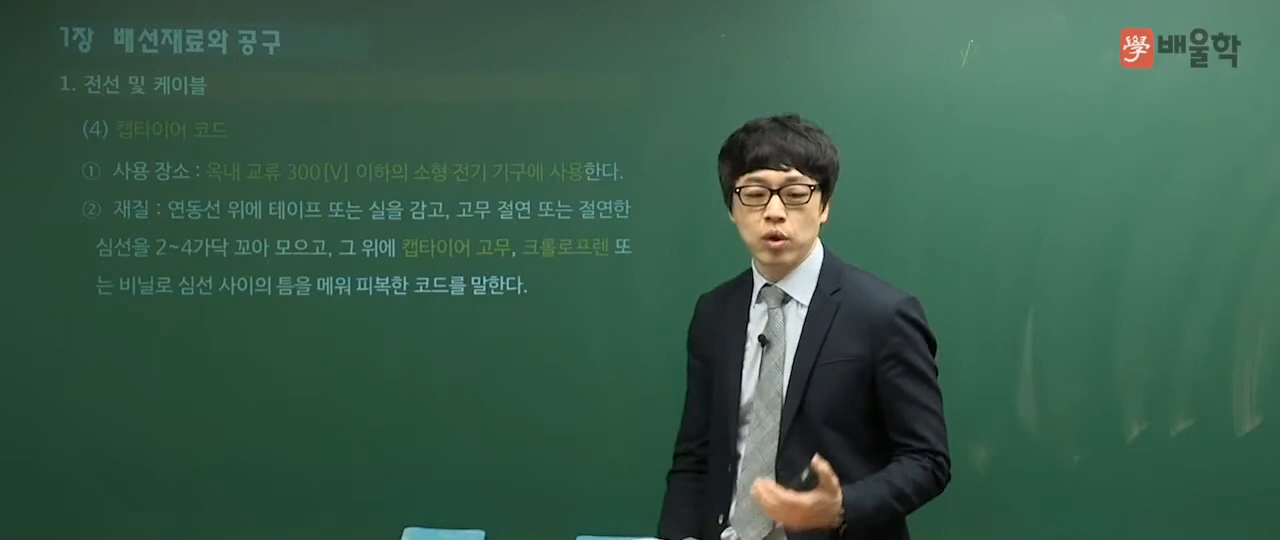 1장 배선재료와 공구
學배울학
1. 전선 및 케이블
(4) 캡타이어 코드
① 사용 장소 : 옥내 교류 300[V] 이하의 소형 전기 기구에 사용한다.
② 재질 : 연동선 위에 테이프 또는 실을 감고, 고무 절연 또는 절연한
심선을 2~4가닥 꼬아 모으고, 그 위에 캡타이어 고무, 크롤로프렌 또
는 비닐로 심선 사이의 틈을 메워 피복한 코드를 말한다.